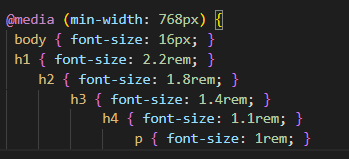 @media (min-width: 768px) {
body { font-size: 16px; }
h1 { font-size: 2.2rem; }
h2 { font-size: 1.8rem; }
h3 { font-size: 1.4rem; }
h4 { font-size: 1.1rem; }
p { font-size: 1rem; }